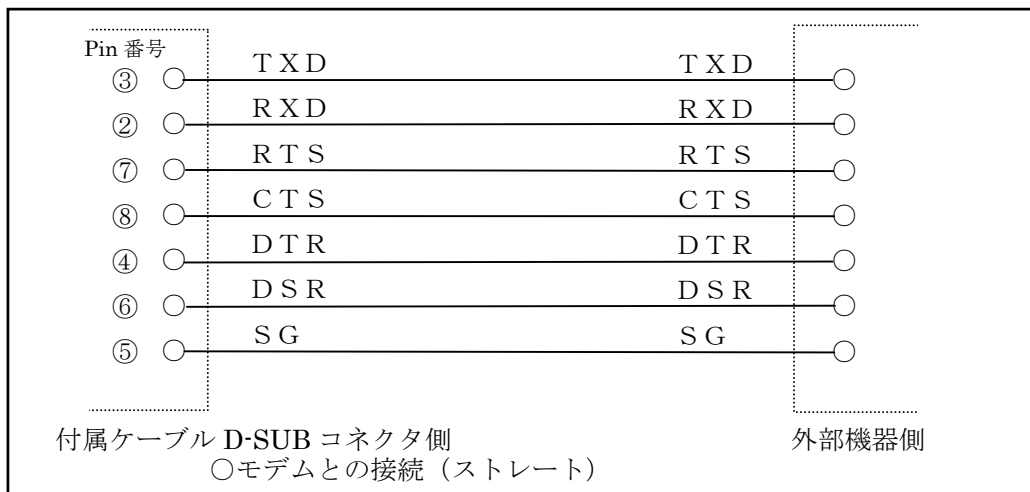 Pin 番号
③ ＴＸＤ ＴＸＤ
② ＲＸＤ ＲＸＤ
⑦ ＲＴＳ ＲＴＳ
⑧ ＣＴＳ ＣＴＳ
④ ＤＴＲ ＤＴＲ
⑥ ＤＳＲ ＤＳＲ
⑤ ＳＧ ＳＧ
付属ケーブル D-SUB コネクタ側 外部機器側
○モデムとの接続（ストレート）